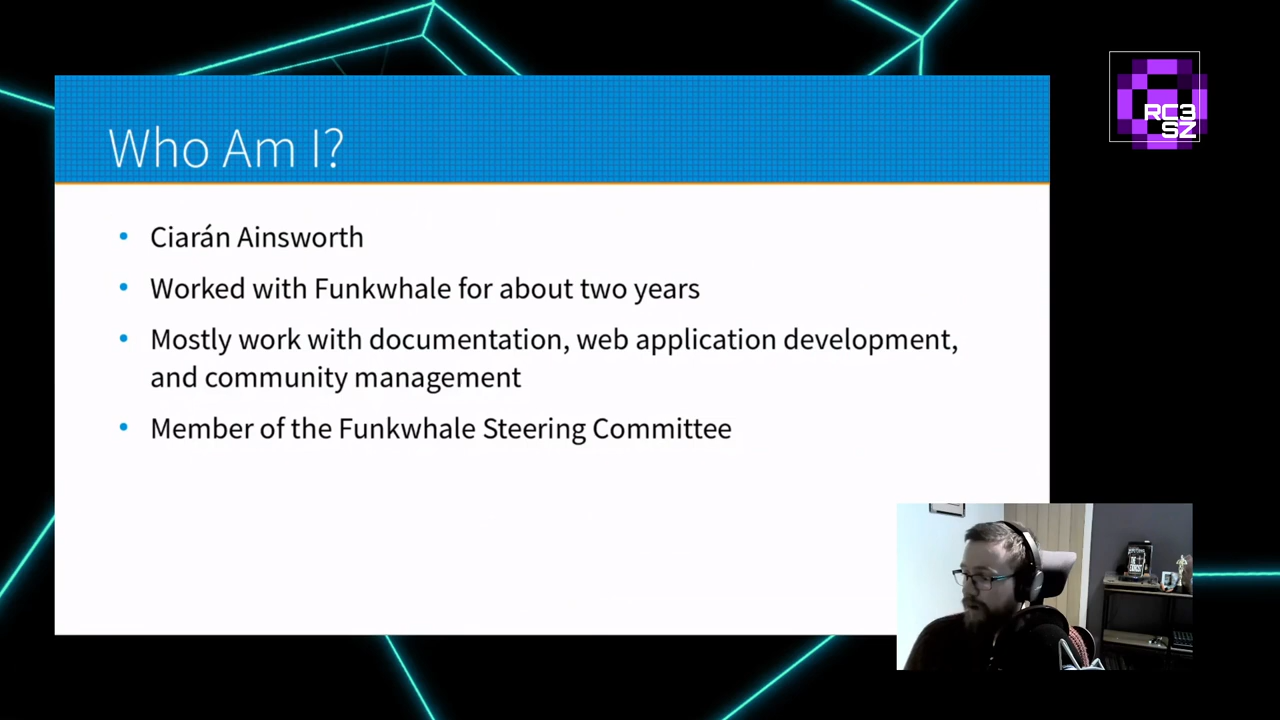 Who Am I?
Ciarán Ainsworth
Worked with Funkwhale for about two years
Mostly work with documentation, web application development,
and community management
Member of the Funkwhale Steering Committee
RC3
SZ